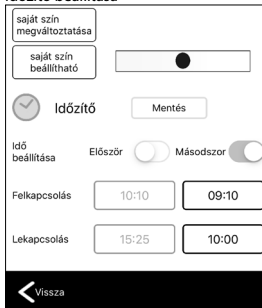 saját szín
megváltoztatása
saját szín
beállítható
Időzítő Mentés
Idő
beállítása Először Másodszor
Felkapcsolás 10:10 09:10
Lekapcsolás 15:25 10:00
Vissza